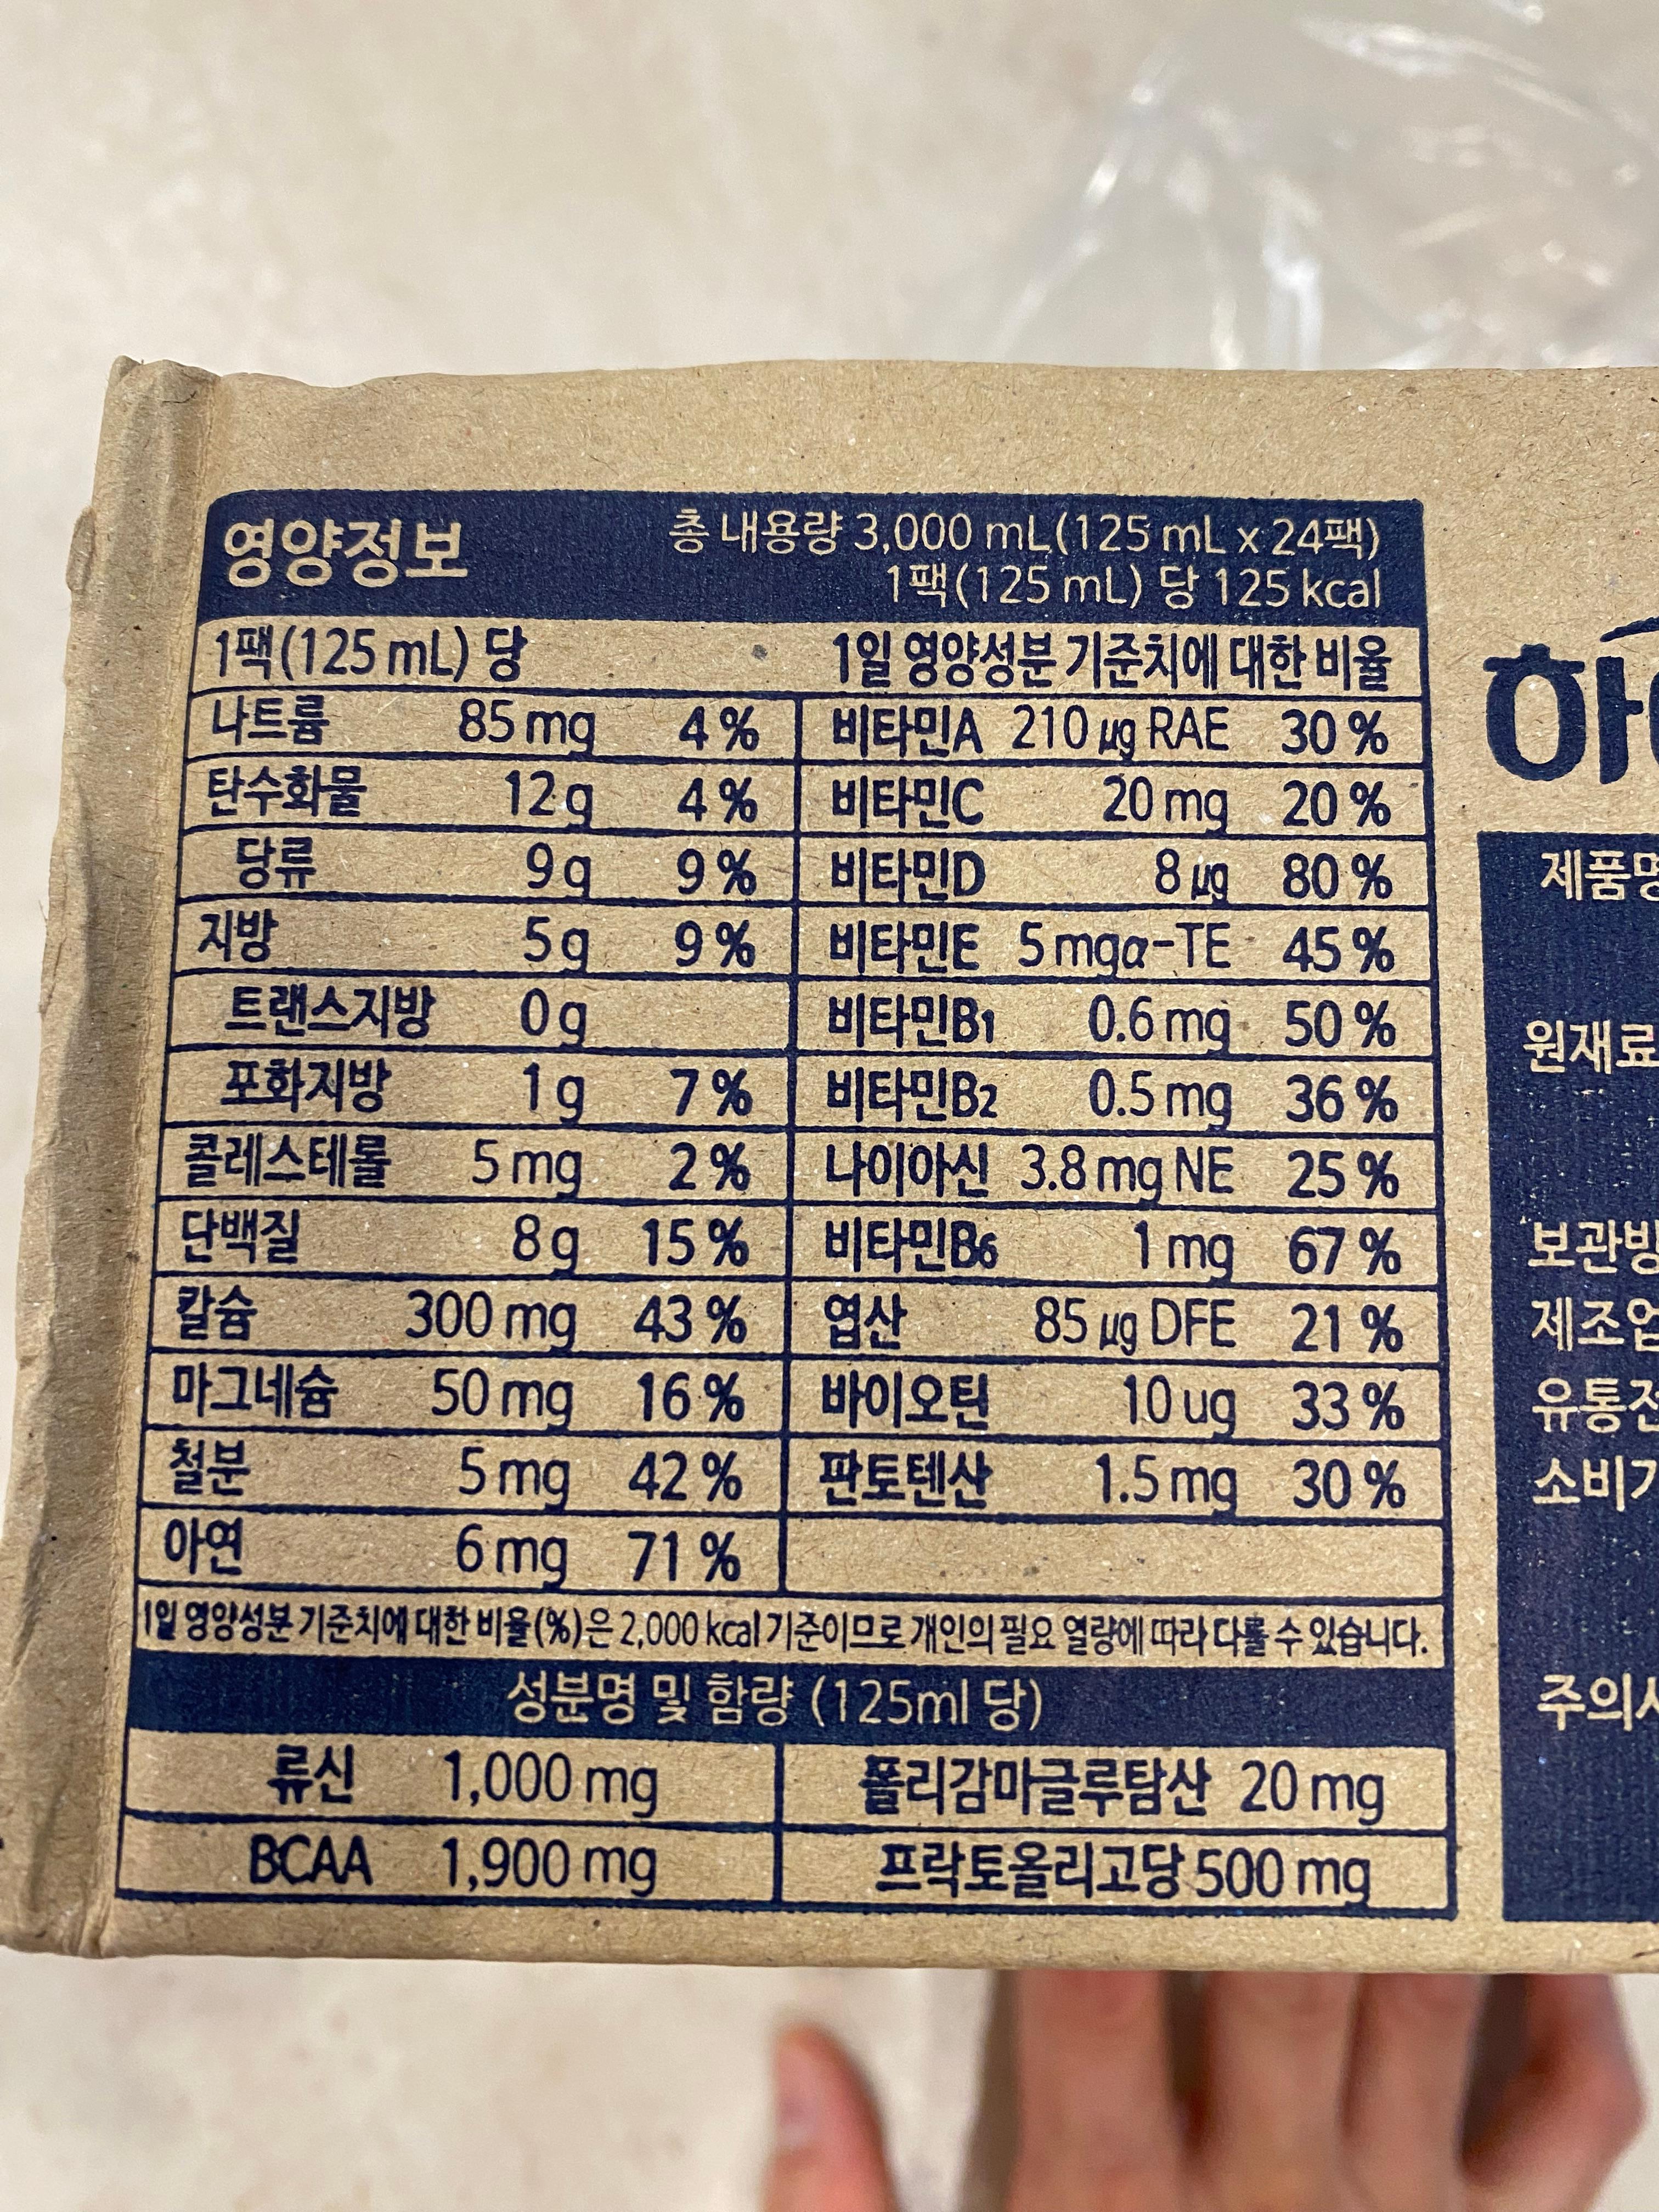 영양정보 총 내용량 3,000 mL(125 mL x 24팩)
1팩(125 mL) 당 125 kcal
1팩(125 mL) 당 1일 영양성분 기준치에 대한 비율
나트륨 85 mg 4 % 비타민A 210 µg RAE 30 %
탄수화물 12 g 4 % 비타민C 20 mg 20 %
당류 9 g 9 % 비타민D 8 µg 80 %
지방 5 g 9 % 비타민E 5 mgα-TE 45 %
트랜스지방 0 g 비타민B1 0.6 mg 50 %
포화지방 1 g 7 % 비타민B2 0.5 mg 36 %
콜레스테롤 5 mg 2 % 나이아신 3.8 mg NE 25 %
단백질 8 g 15 % 비타민B6 1 mg 67 %
칼슘 300 mg 43 % 엽산 85 µg DFE 21 %
마그네슘 50 mg 16 % 바이오틴 10 ug 33 %
철분 5 mg 42 % 판토텐산 1.5 mg 30 %
아연 6 mg 71 %
1일 영양성분 기준치에 대한 비율(%)은 2,000 kcal 기준이므로 개인의 필요 열량에 따라 다를 수 있습니다.
성분명 및 함량 (125ml 당)
류신 1,000 mg 폴리감마글루탐산 20 mg
BCAA 1,900 mg 프락토올리고당 500 mg
제품명
원재료